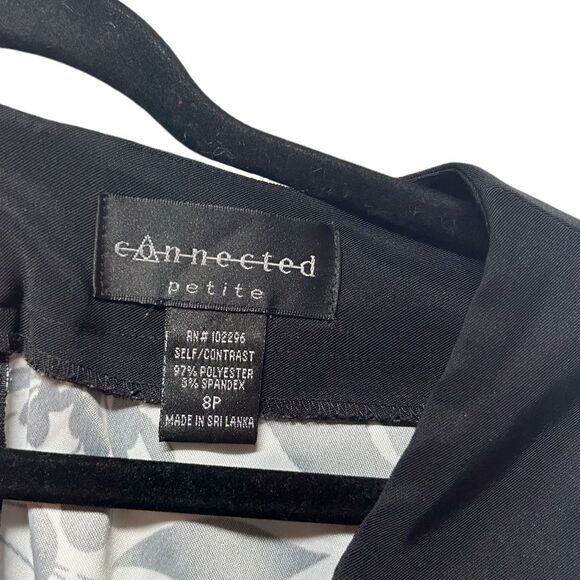 connected
petite
RN# 102296
SELF/CONTRAST
97% POLYESTER
3% SPANDEX
8P
MADE IN SRI LANKA